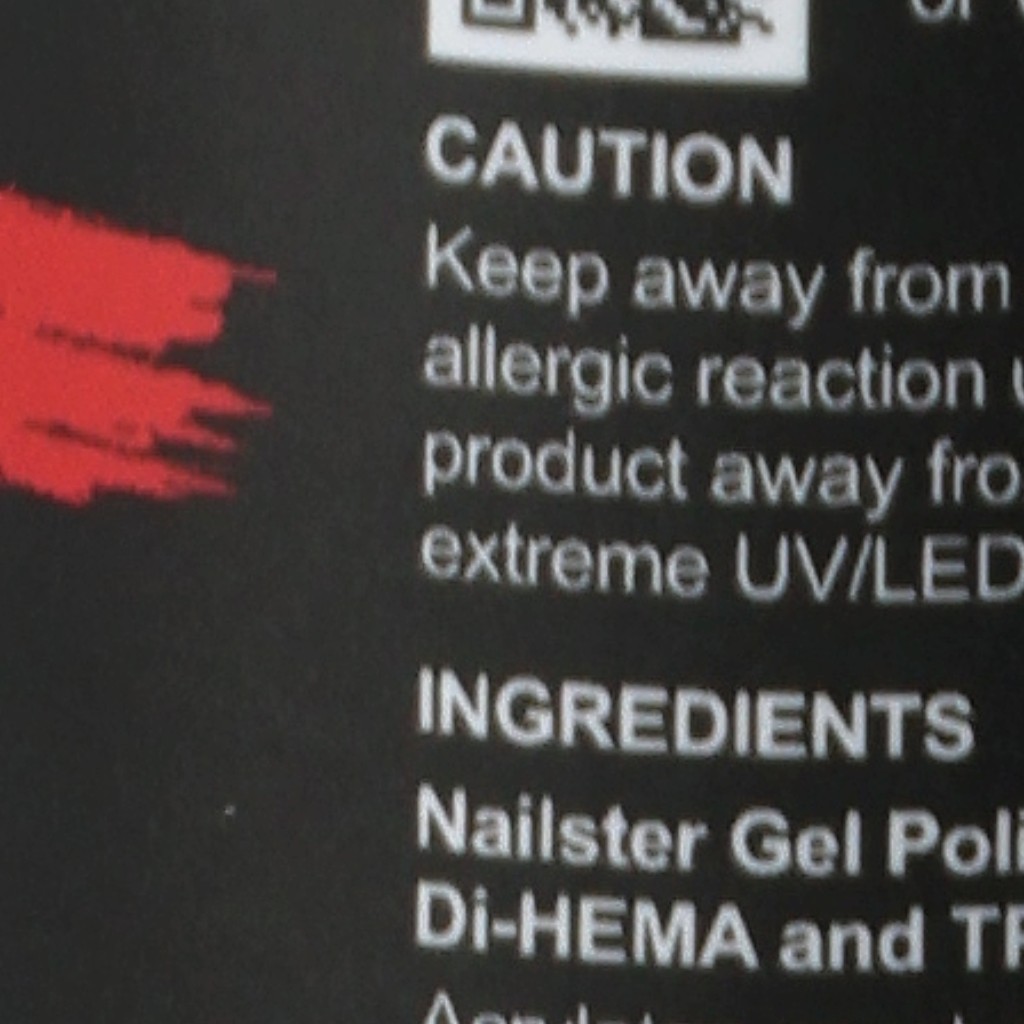 or
CAUTION
Keep away from
allergic reaction
product away fro
extreme UV/LED
INGREDIENTS
Nailster Gel Poli
Di-HEMA and